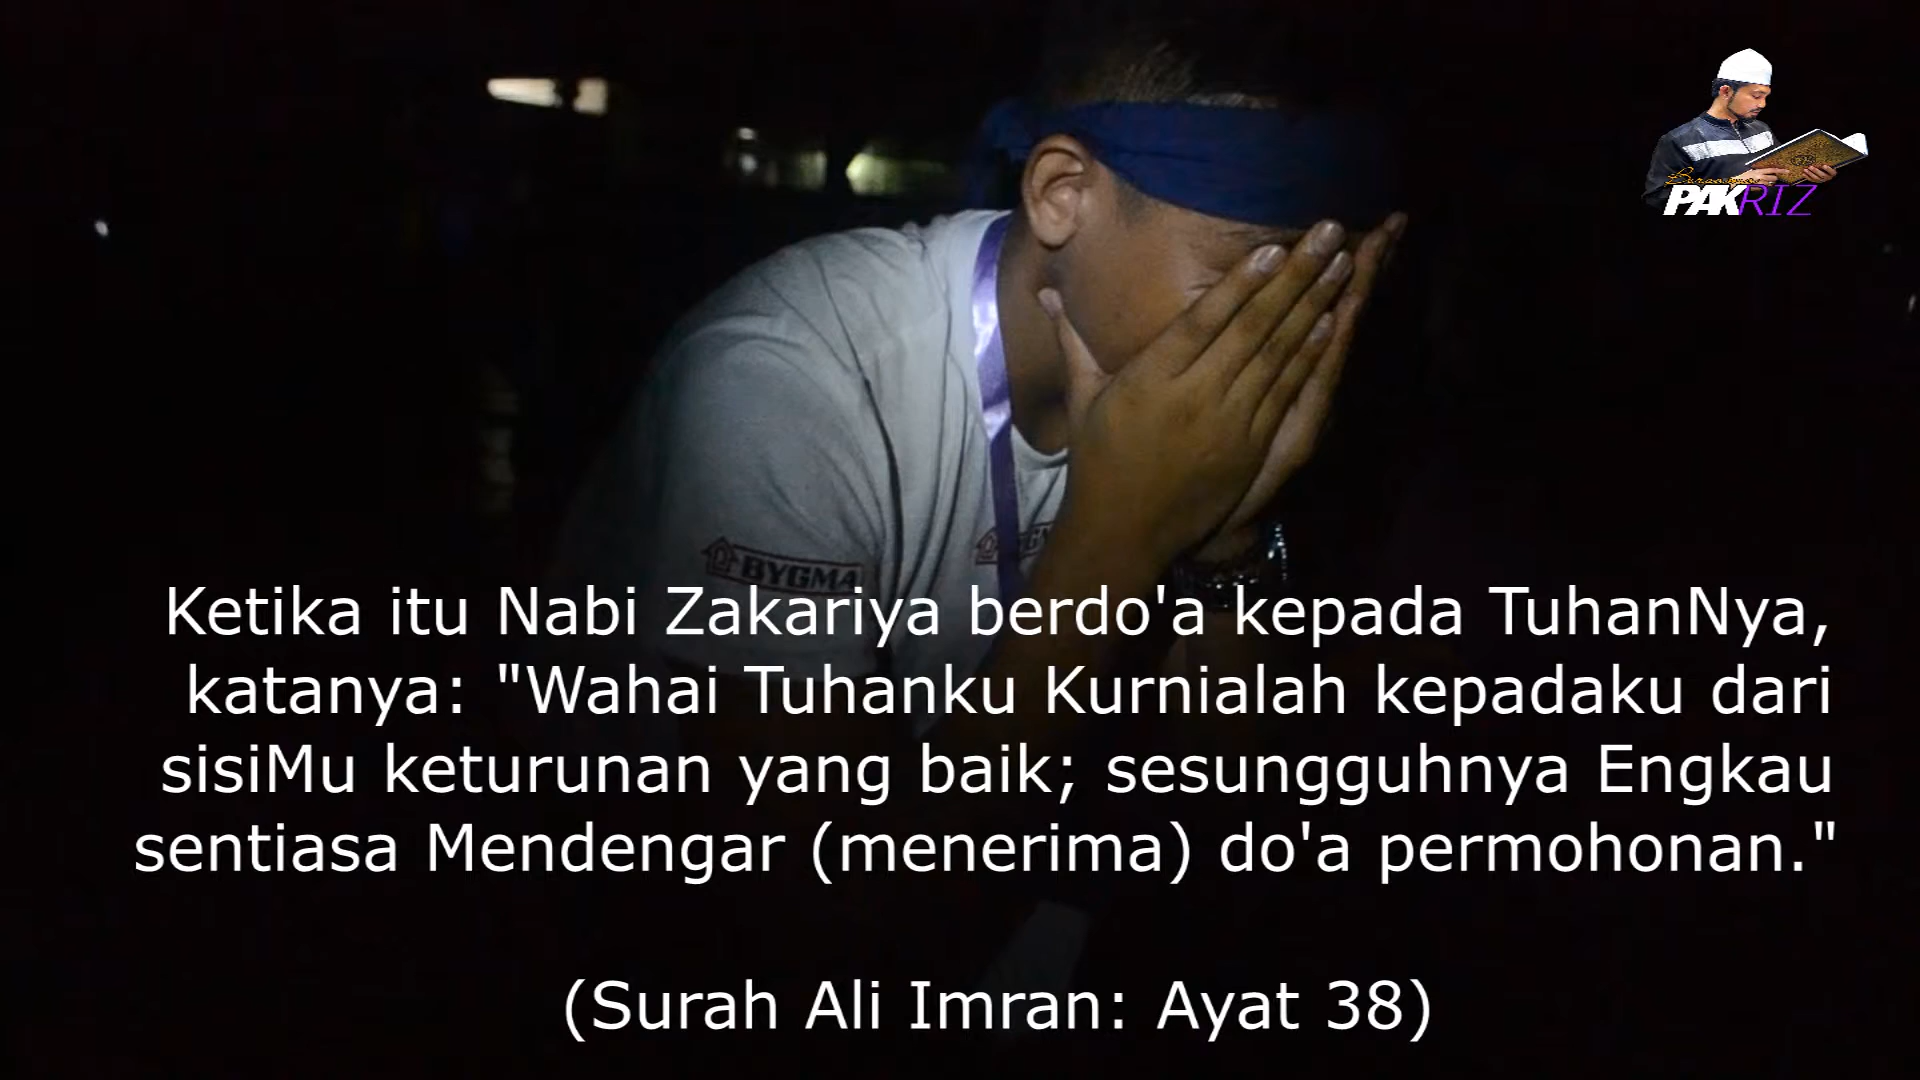 PAKRIZ
BYGMA
Ketika itu Nabi Zakariya berdo'a kepada TuhanNya,
katanya: "Wahai Tuhanku Kurnialah kepadaku dari
sisiMu keturunan yang baik; sesungguhnya Engkau
sentiasa Mendengar (menerima) do'a permohonan."
(Surah Ali Imran: Ayat 38)